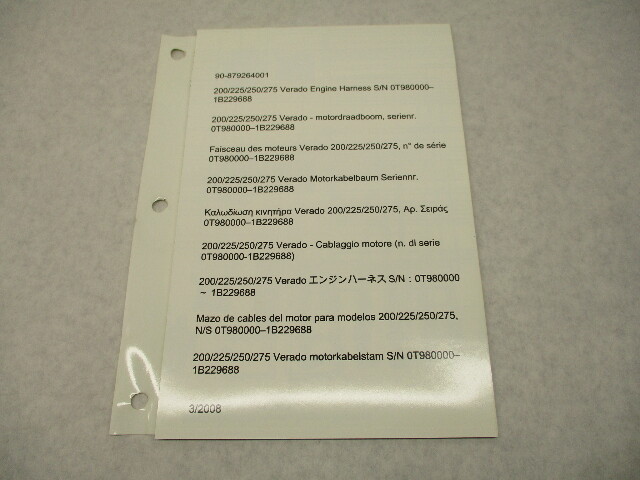 90-879264001
200/225/250/275 Verado Engine Harness S/N 0T980000–
1B229688
200/225/250/275 Verado - motordraadboom, serienr.
0T980000–1B229688
Faisceau des moteurs Verado 200/225/250/275, n° de série
0T980000–1B229688
200/225/250/275 Verado Motorkabelbaum Seriennr.
0T980000–1B229688
Καλωδίωση κινητήρα Verado 200/225/250/275, Αρ. Σειράς
0T980000–1B229688
200/225/250/275 Verado - Cablaggio motore (n. di serie
0T980000-1B229688)
200/225/250/275 Verado エンジンハーネス S/N：0T980000
～ 1B229688
Mazo de cables del motor para modelos 200/225/250/275,
N/S 0T980000–1B229688
200/225/250/275 Verado motorkabelstam S/N 0T980000–
1B229688
3/2008